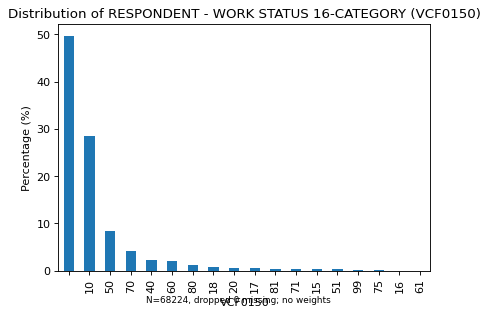 Distribution of RESPONDENT - WORK STATUS 16-CATEGORY (VCF0150)
Percentage (%)
50
40
30
20
10
0
10 50 70 40 60 80 18 20 17 81 71 15 51 99 75 16 61
VCF0150
N=68224, dropped 0 missing; no weights